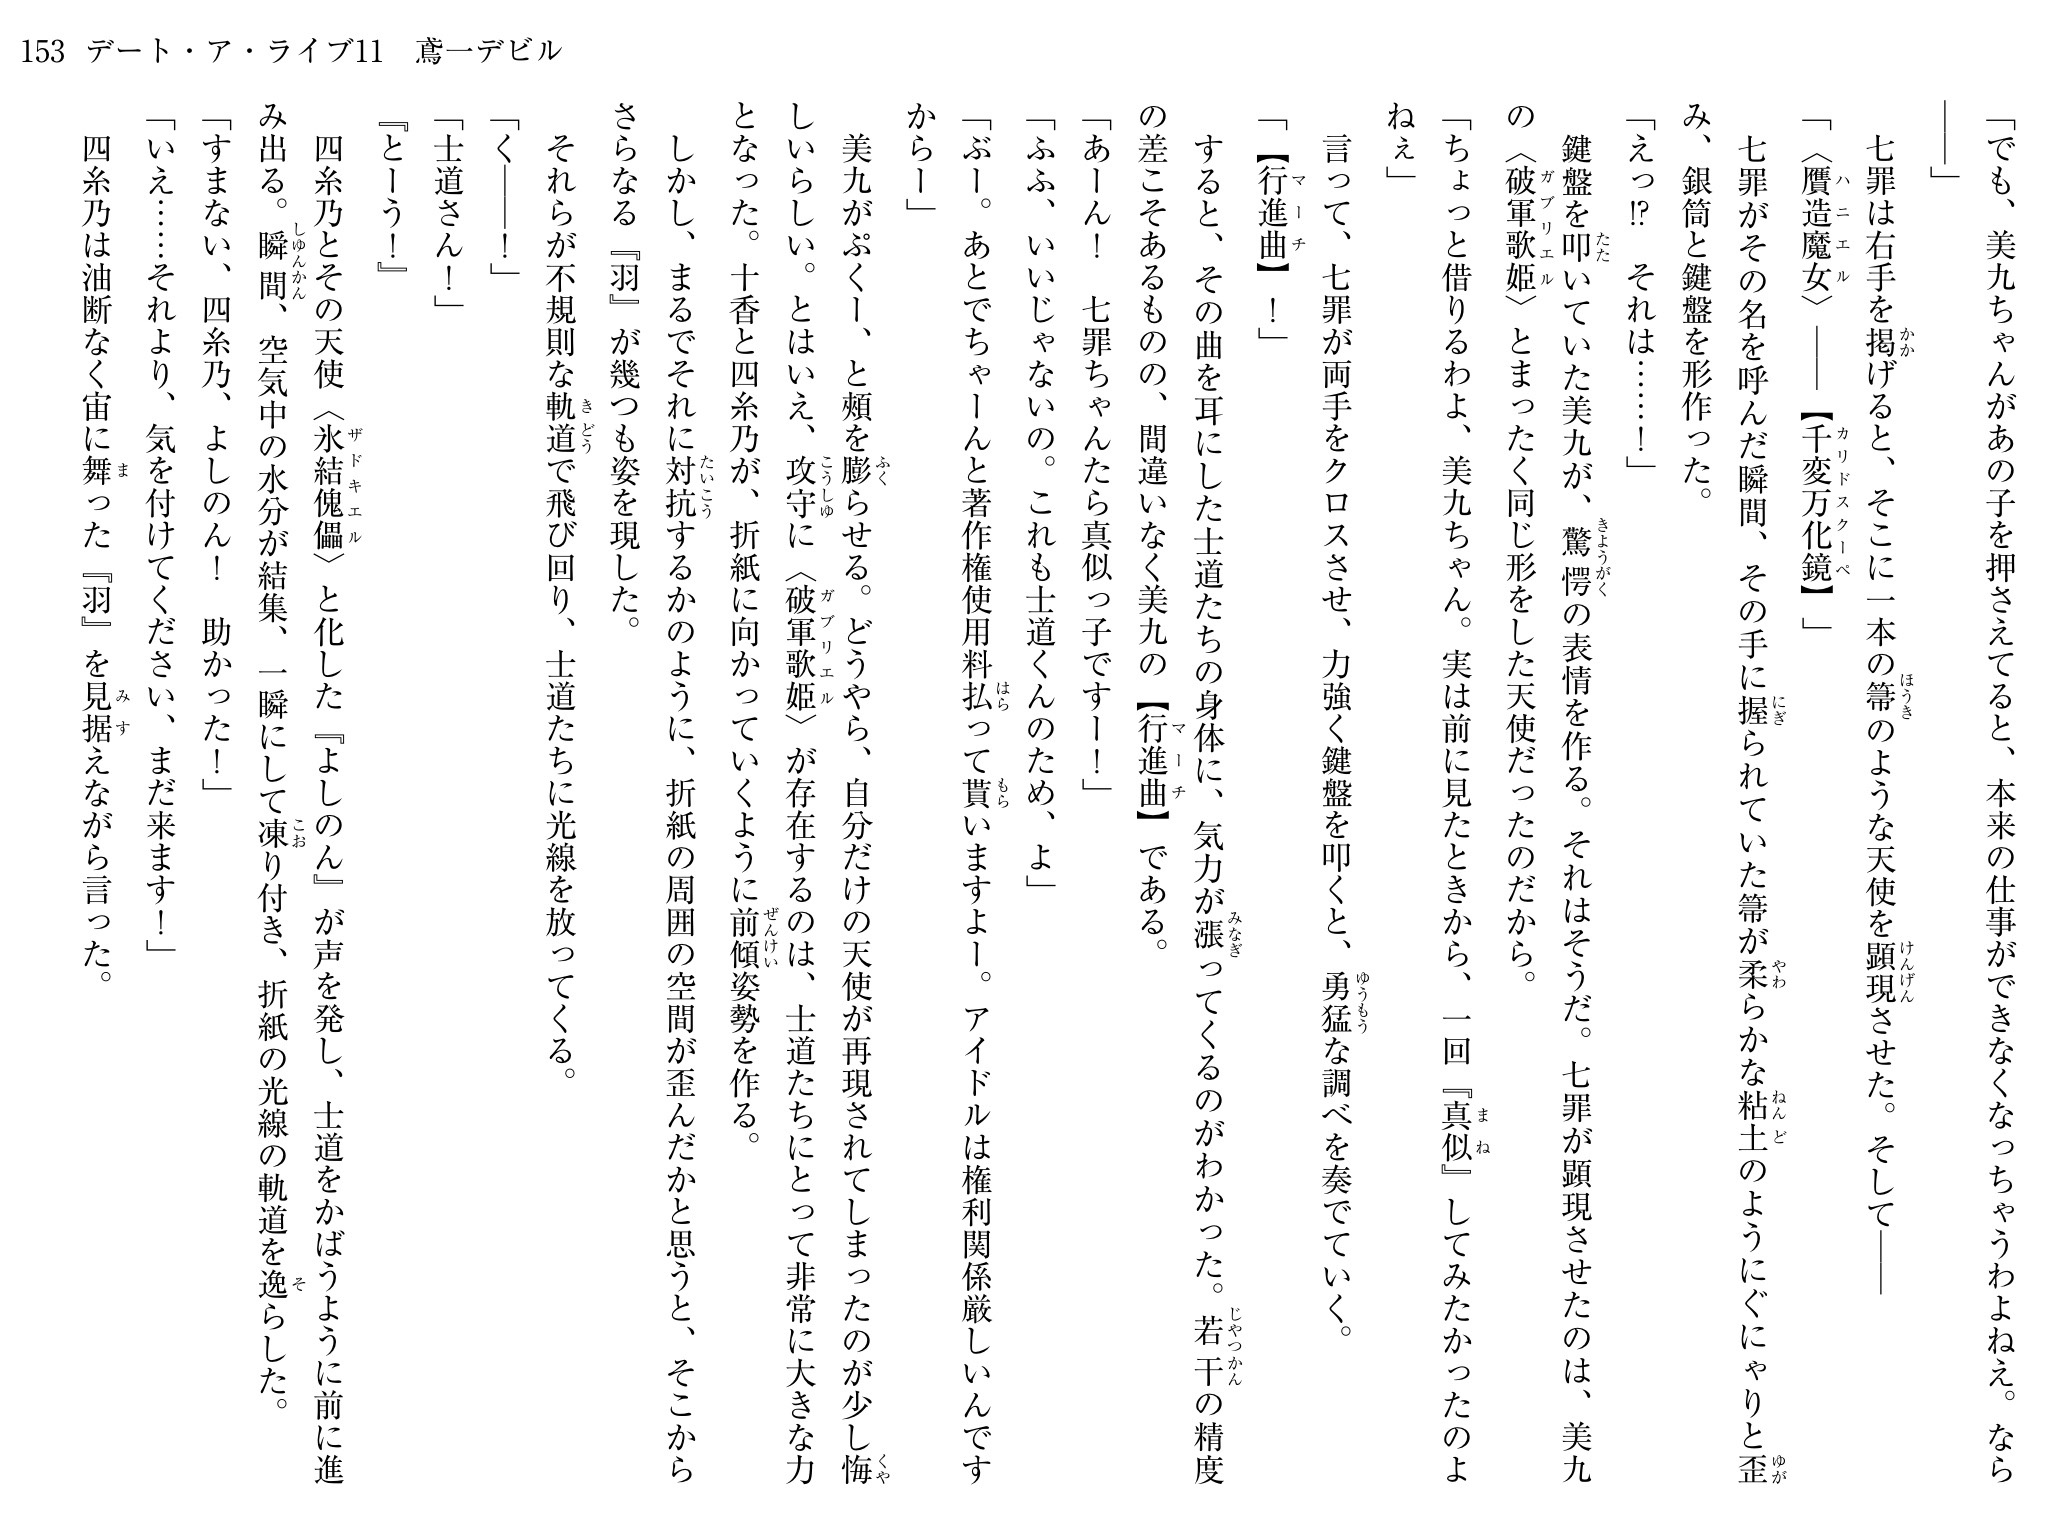 153 デート・ア・ライブ11　鳶一デビル
「でも、美九ちゃんがあの子を押さえてると、本来の仕事ができなくなっちゃうわよねえ。なら
――」
　七罪は右手を掲げると、そこに一本の箒のような天使を顕現させた。そして――
「〈贋造魔女〉――【千変万化鏡】」
　七罪がその名を呼んだ瞬間、その手に握られていた箒が柔らかな粘土のようにぐにゃりと歪
み、銀筒と鍵盤を形作った。
「えっ!?　それは……！」
　鍵盤を叩いていた美九が、驚愕の表情を作る。それはそうだ。七罪が顕現させたのは、美九
の〈破軍歌姫〉とまったく同じ形をした天使だったのだから。
「ちょっと借りるわよ、美九ちゃん。実は前に見たときから、一回『真似』してみたかったのよ
ねぇ」
　言って、七罪が両手をクロスさせ、力強く鍵盤を叩くと、勇猛な調べを奏でていく。
「【行進曲】！」
　すると、その曲を耳にした士道たちの身体に、気力が漲ってくるのがわかった。若干の精度
の差こそあるものの、間違いなく美九の【行進曲】である。
「あーん！　七罪ちゃんたら真似っ子ですー！」
「ふふ、いいじゃないの。これも士道くんのため、よ」
「ぶー。あとでちゃーんと著作権使用料払って貰いますよー。アイドルは権利関係厳しいんです
からー」
　美九がぷくー、と頰を膨らせる。どうやら、自分だけの天使が再現されてしまったのが少し悔
しいらしい。とはいえ、攻守に〈破軍歌姫〉が存在するのは、士道たちにとって非常に大きな力
となった。十香と四糸乃が、折紙に向かっていくように前傾姿勢を作る。
　しかし、まるでそれに対抗するかのように、折紙の周囲の空間が歪んだかと思うと、そこから
さらなる『羽』が幾つも姿を現した。
　それらが不規則な軌道で飛び回り、士道たちに光線を放ってくる。
「く――！」
「士道さん！」
『とーう！』
　四糸乃とその天使〈氷結傀儡〉と化した『よしのん』が声を発し、士道をかばうように前に進
み出る。瞬間、空気中の水分が結集、一瞬にして凍り付き、折紙の光線の軌道を逸らした。
「すまない、四糸乃、よしのん！　助かった！」
「いえ……それより、気を付けてください、まだ来ます！」
　四糸乃は油断なく宙に舞った『羽』を見据えながら言った。